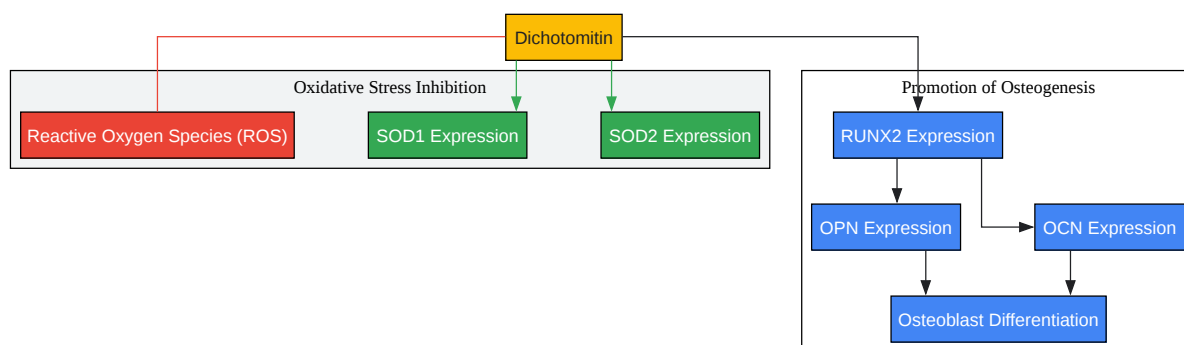 Dichotomitin
Oxidative Stress Inhibition
Promotion of Osteogenesis
Reactive Oxygen Species (ROS)
SOD1 Expression
SOD2 Expression
RUNX2 Expression
OPN Expression
OCN Expression
Osteoblast Differentiation